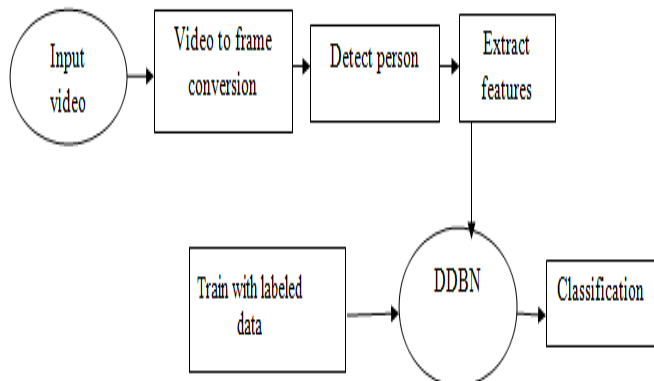 Input
video
Video to frame
conversion
Detect person
Extract
features
Train with labeled
data
DDBN
Classification